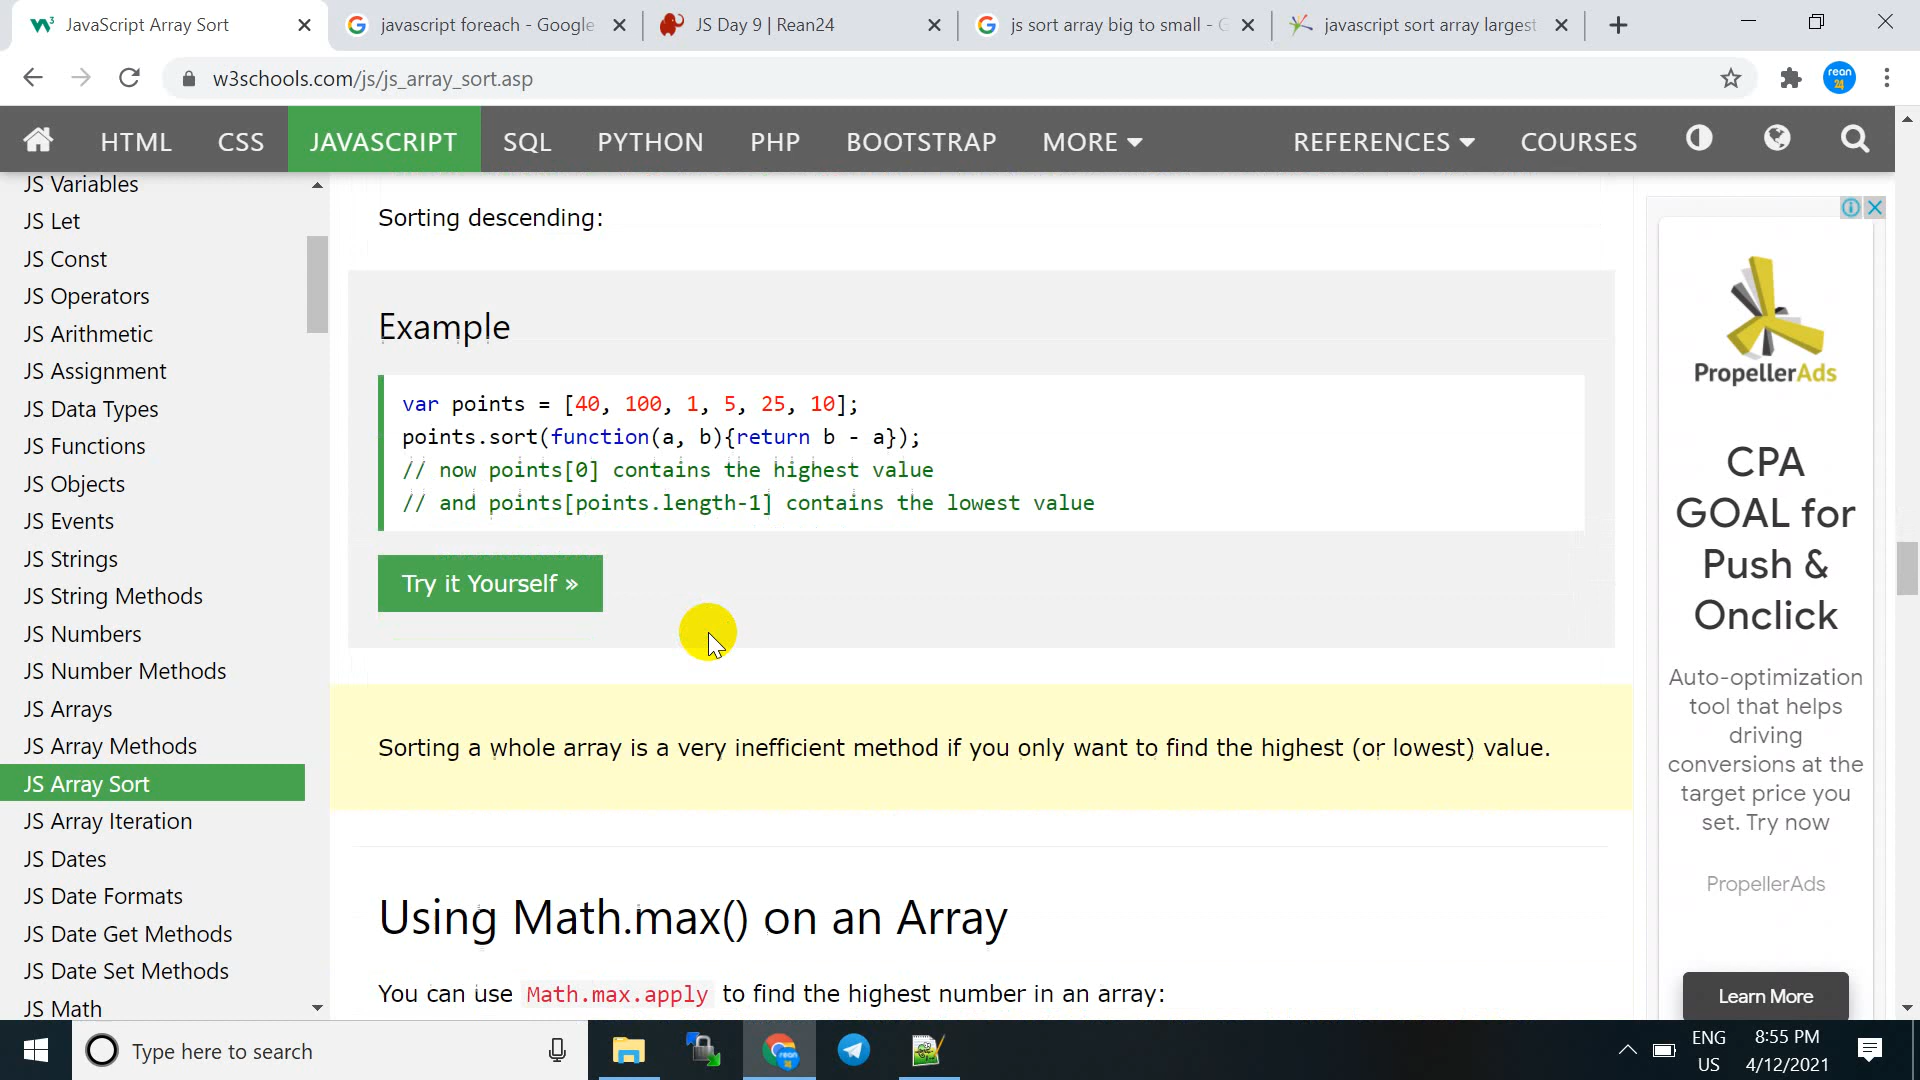 JavaScript Array Sort
javascript foreach - Google
JS Day 9 | Rean24
js sort array big to small - G
javascript sort array largest
w3schools.com/js/js_array_sort.asp
rean
24
HTML
CSS
JAVASCRIPT
SQL
PYTHON
PHP
BOOTSTRAP
MORE
REFERENCES
COURSES
JS Variables
JS Let
JS Const
JS Operators
JS Arithmetic
JS Assignment
JS Data Types
JS Functions
JS Objects
JS Events
JS Strings
JS String Methods
JS Numbers
JS Number Methods
JS Arrays
JS Array Methods
JS Array Sort
JS Array Iteration
JS Dates
JS Date Formats
JS Date Get Methods
JS Date Set Methods
JS Math
Sorting descending:
Example
var points = [40, 100, 1, 5, 25, 10];
points.sort(function(a, b){return b - a});
// now points[0] contains the highest value
// and points[points.length-1] contains the lowest value
Try it Yourself »
Sorting a whole array is a very inefficient method if you only want to find the highest (or lowest) value.
Using Math.max() on an Array
You can use Math.max.apply to find the highest number in an array:
PropellerAds
CPA
GOAL for
Push &
Onclick
Auto-optimization
tool that helps
driving
conversions at the
target price you
set. Try now
PropellerAds
Learn More
Type here to search
ENG
US
8:55 PM
4/12/2021